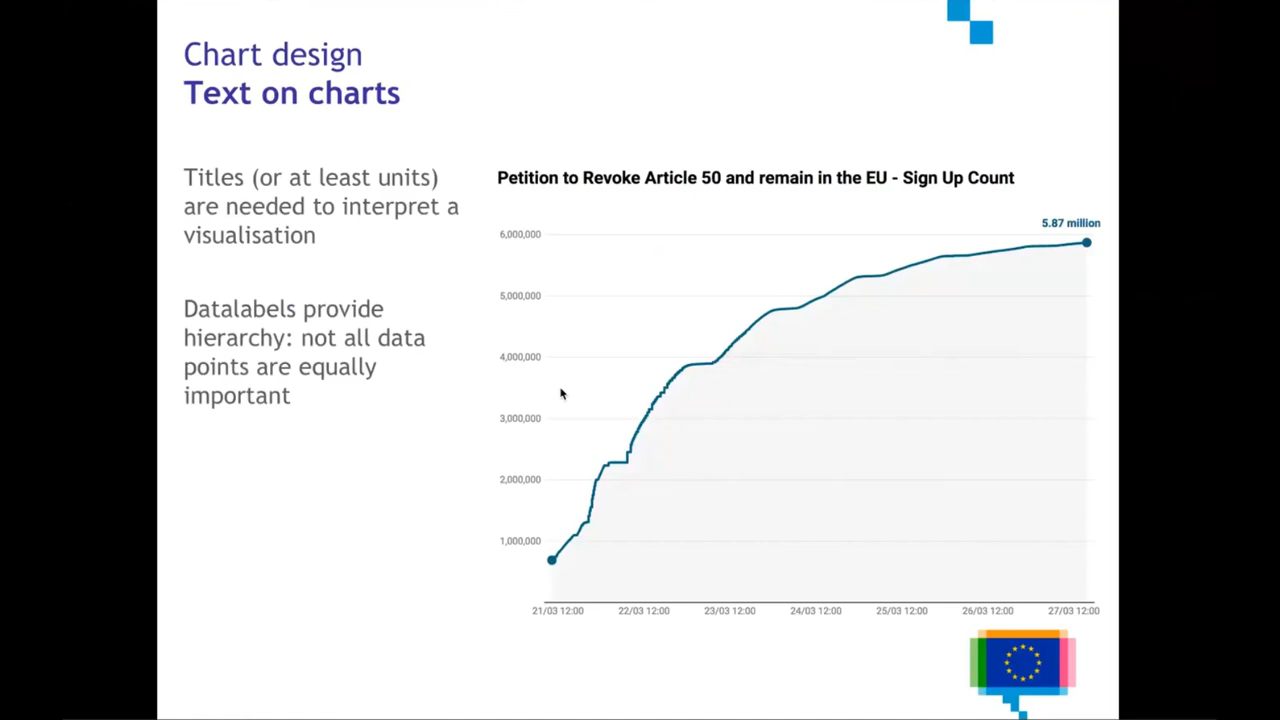 Chart design
Text on charts
Titles (or at least units)
are needed to interpret a
visualisation
Datalabels provide
hierarchy: not all data
points are equally
important
Petition to Revoke Article 50 and remain in the EU - Sign Up Count
5.87 million
6,000,000
5,000,000
4,000,000
3,000,000
2,000,000
1,000,000
21/03 12:00 22/03 12:00 23/03 12:00 24/03 12:00 25/03 12:00 26/03 12:00 27/03 12:00